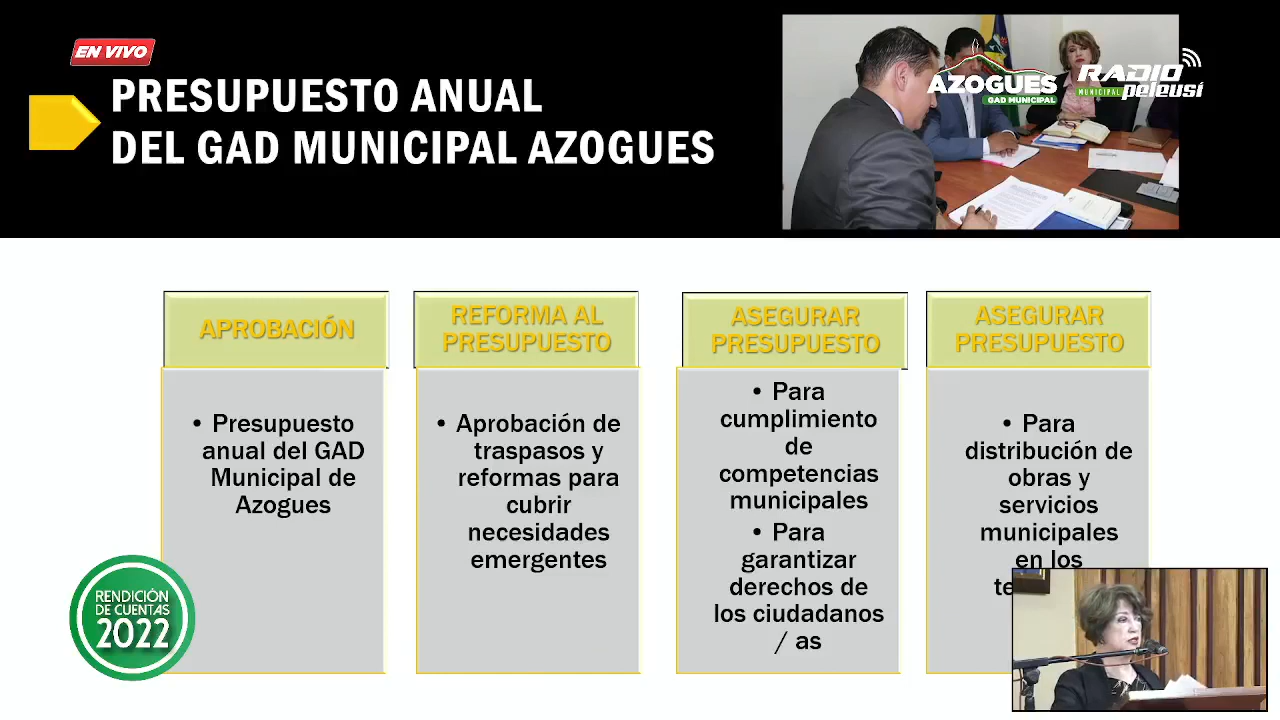 EN VIVO
PRESUPUESTO ANUAL
DEL GAD MUNICIPAL AZOGUES
AZOGUES
GAD MUNICIPAL
RADIO
MUNICIPAL peleusí
APROBACIÓN
• Presupuesto
anual del GAD
Municipal de
Azogues
REFORMA AL
PRESUPUESTO
• Aprobación de
traspasos y
reformas para
cubrir
necesidades
emergentes
ASEGURAR
PRESUPUESTO
• Para
cumplimiento
de
competencias
municipales
• Para
garantizar
derechos de
los ciudadanos
/ as
ASEGURAR
PRESUPUESTO
• Para
distribución de
obras y
servicios
municipales
en los
RENDICIÓN
DE CUENTAS
2022